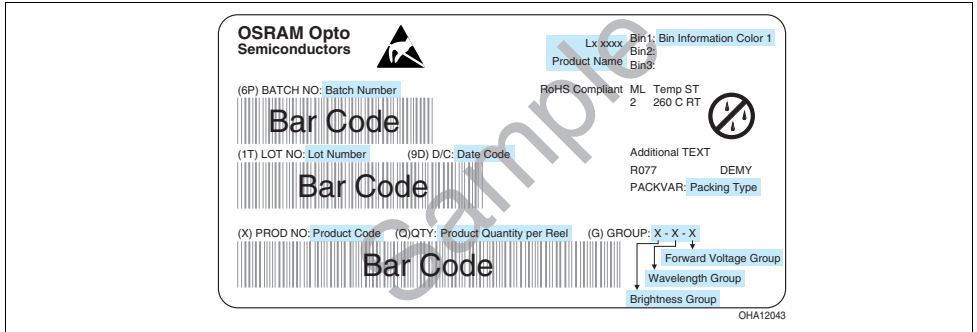 OSRAM Opto
Semiconductors
Lx xxxx
Product Name
Bin1: Bin Information Color 1
Bin2:
Bin3:
(6P) BATCH NO: Batch Number
Bar Code
RoHS Compliant ML Temp ST
2 260 C RT
(1T) LOT NO: Lot Number (9D) D/C: Date Code
Bar Code
Additional TEXT
R077 DEMY
PACKVAR: Packing Type
(X) PROD NO: Product Code (Q)QTY: Product Quantity per Reel (G) GROUP: X - X - X
Bar Code
Forward Voltage Group
Wavelength Group
Brightness Group
Sample
OHA12043